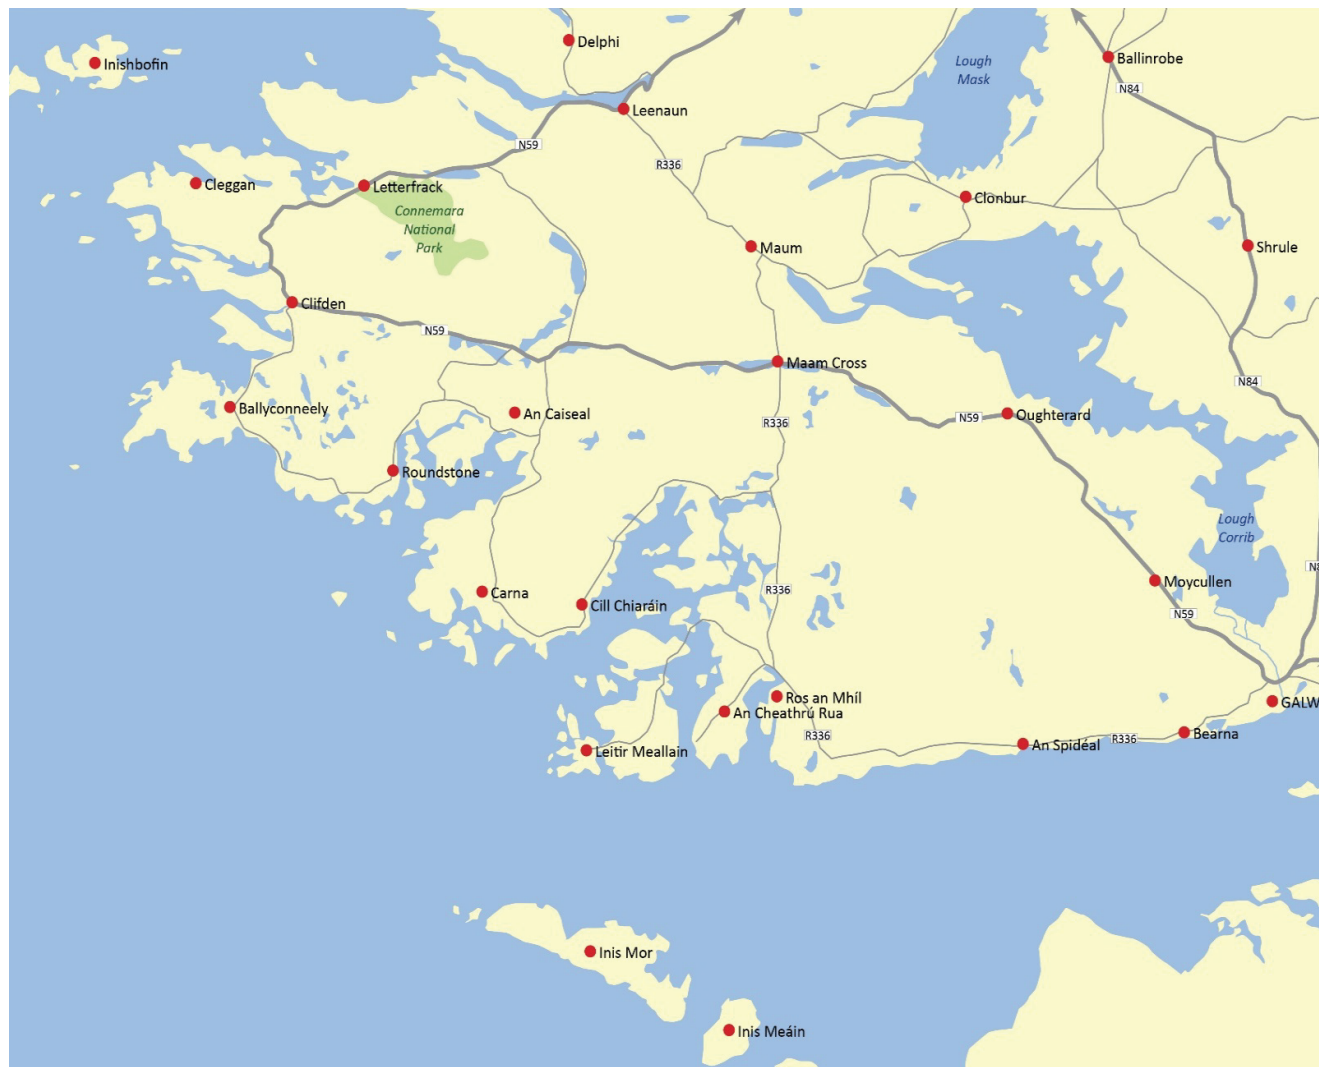 Delphi
Inishbofin
Lough
Mask
Ballinrobe
N84
Leenaun
N59
R336
Cleggan
Letterfrack
Clonbur
Connemara
National
Park
Maum
Shrule
Clifden
N59
Maam Cross
N84
Ballyconneely
An Caiseal
R336
N59
Oughterard
Roundstone
Lough
Corrib
Carna
Cill Chiaráin
R336
Moycullen
N8
N59
Ros an Mhíl
An Cheathrú Rua
GALW
R336
Leitir Meallain
An Spidéal
R336
Bearna
Inis Mor
Inis Meáin